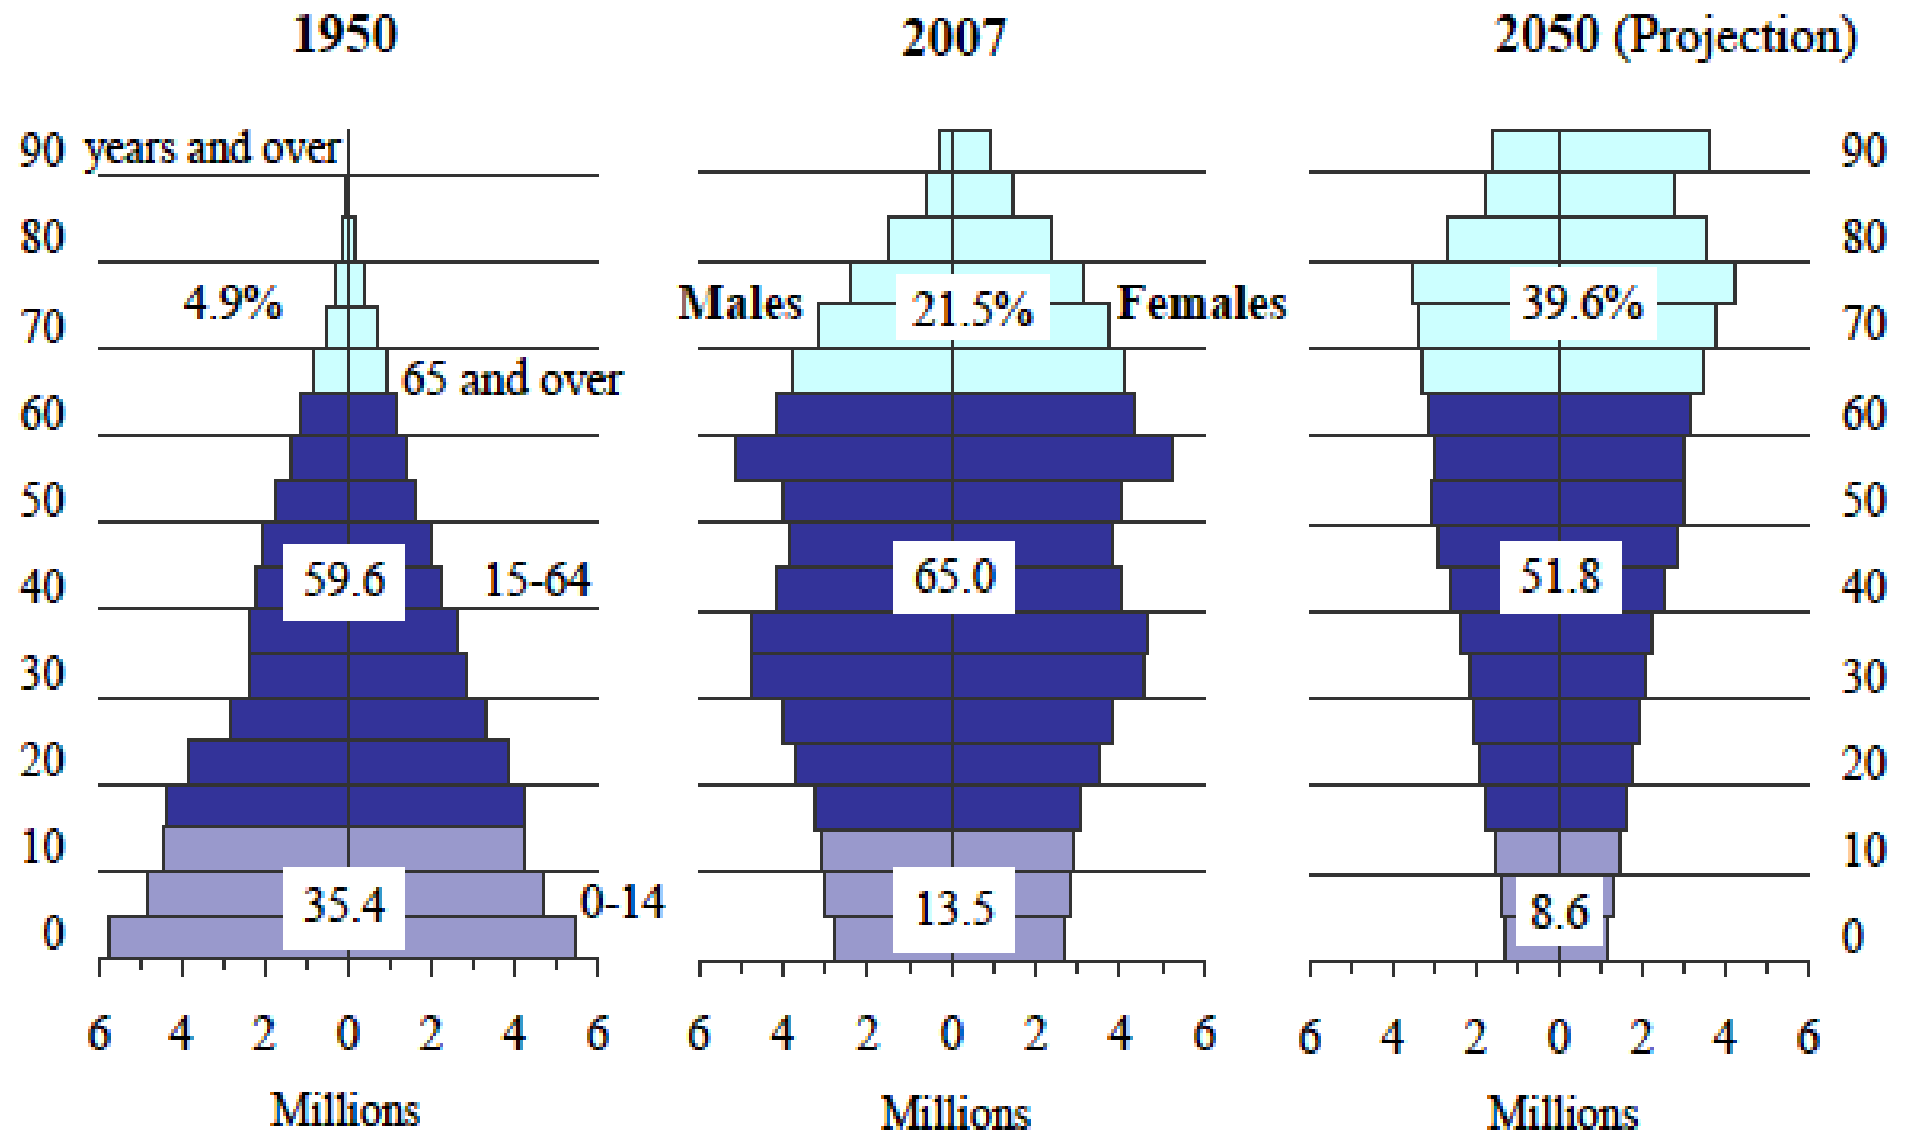 1950 2007 2050 (Projection)
90 years and over 90
80 80
4.9% Males 21.5% Females 39.6%
70 70
65 and over
60 60
50 50
59.6 15-64 65.0 51.8
40 40
30 30
20 20
10 10
35.4 0-14 13.5 8.6
0 0
6 4 2 0 2 4 6 6 4 2 0 2 4 6 6 4 2 0 2 4 6
Millions Millions Millions